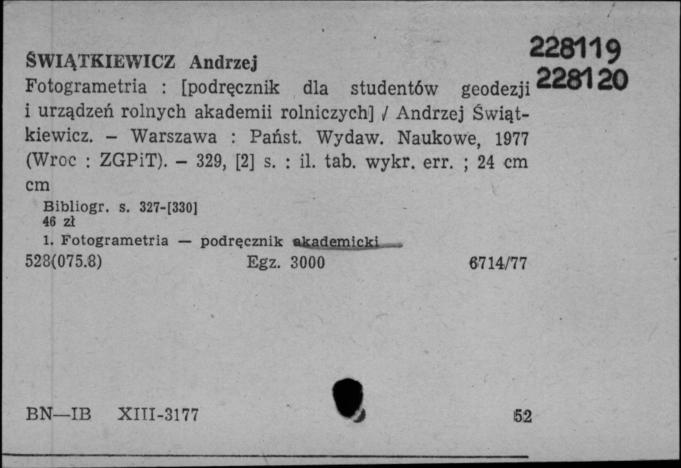 228119
228120
ŚWIĄTKIEWICZ Andrzej
Fotogrametria : [podręcznik dla studentów geodezji
i urządzeń rolnych akademii rolniczych] / Andrzej Świąt-
kiewicz. — Warszawa : Państ. Wydaw. Naukowe, 1977
(Wroc : ZGPiT). — 329, [2] s. : il. tab. wykr. err. ; 24 cm
cm
Bibliogr. s. 327-[330]
46 zł
1. Fotogrametria — podręcznik akademicki
528(075.8) Egz. 3000 6714/77
BN—IB XIII-3177 52